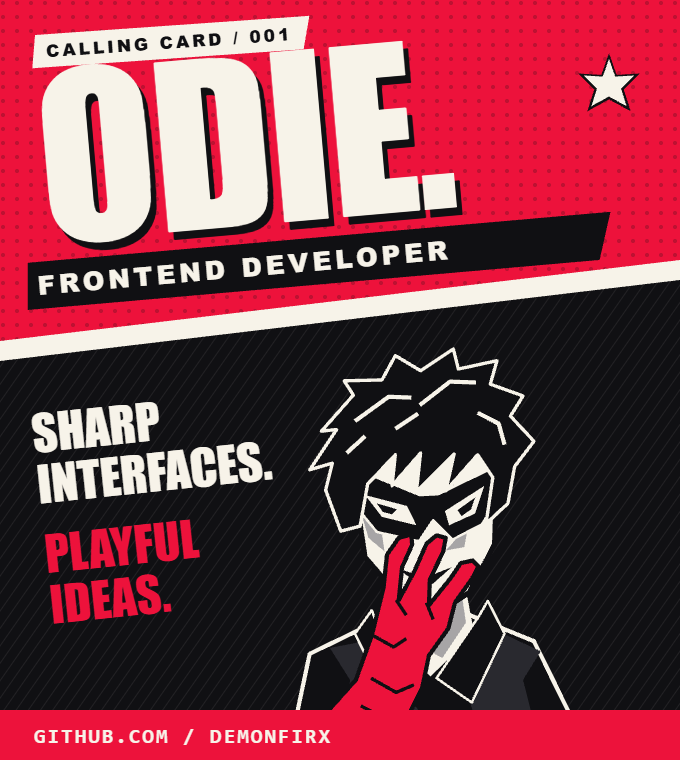 CALLING CARD / 001
ODIE.
FRONTEND DEVELOPER
SHARP
INTERFACES.
PLAYFUL
IDEAS.
GITHUB.COM / DEMONFIRX